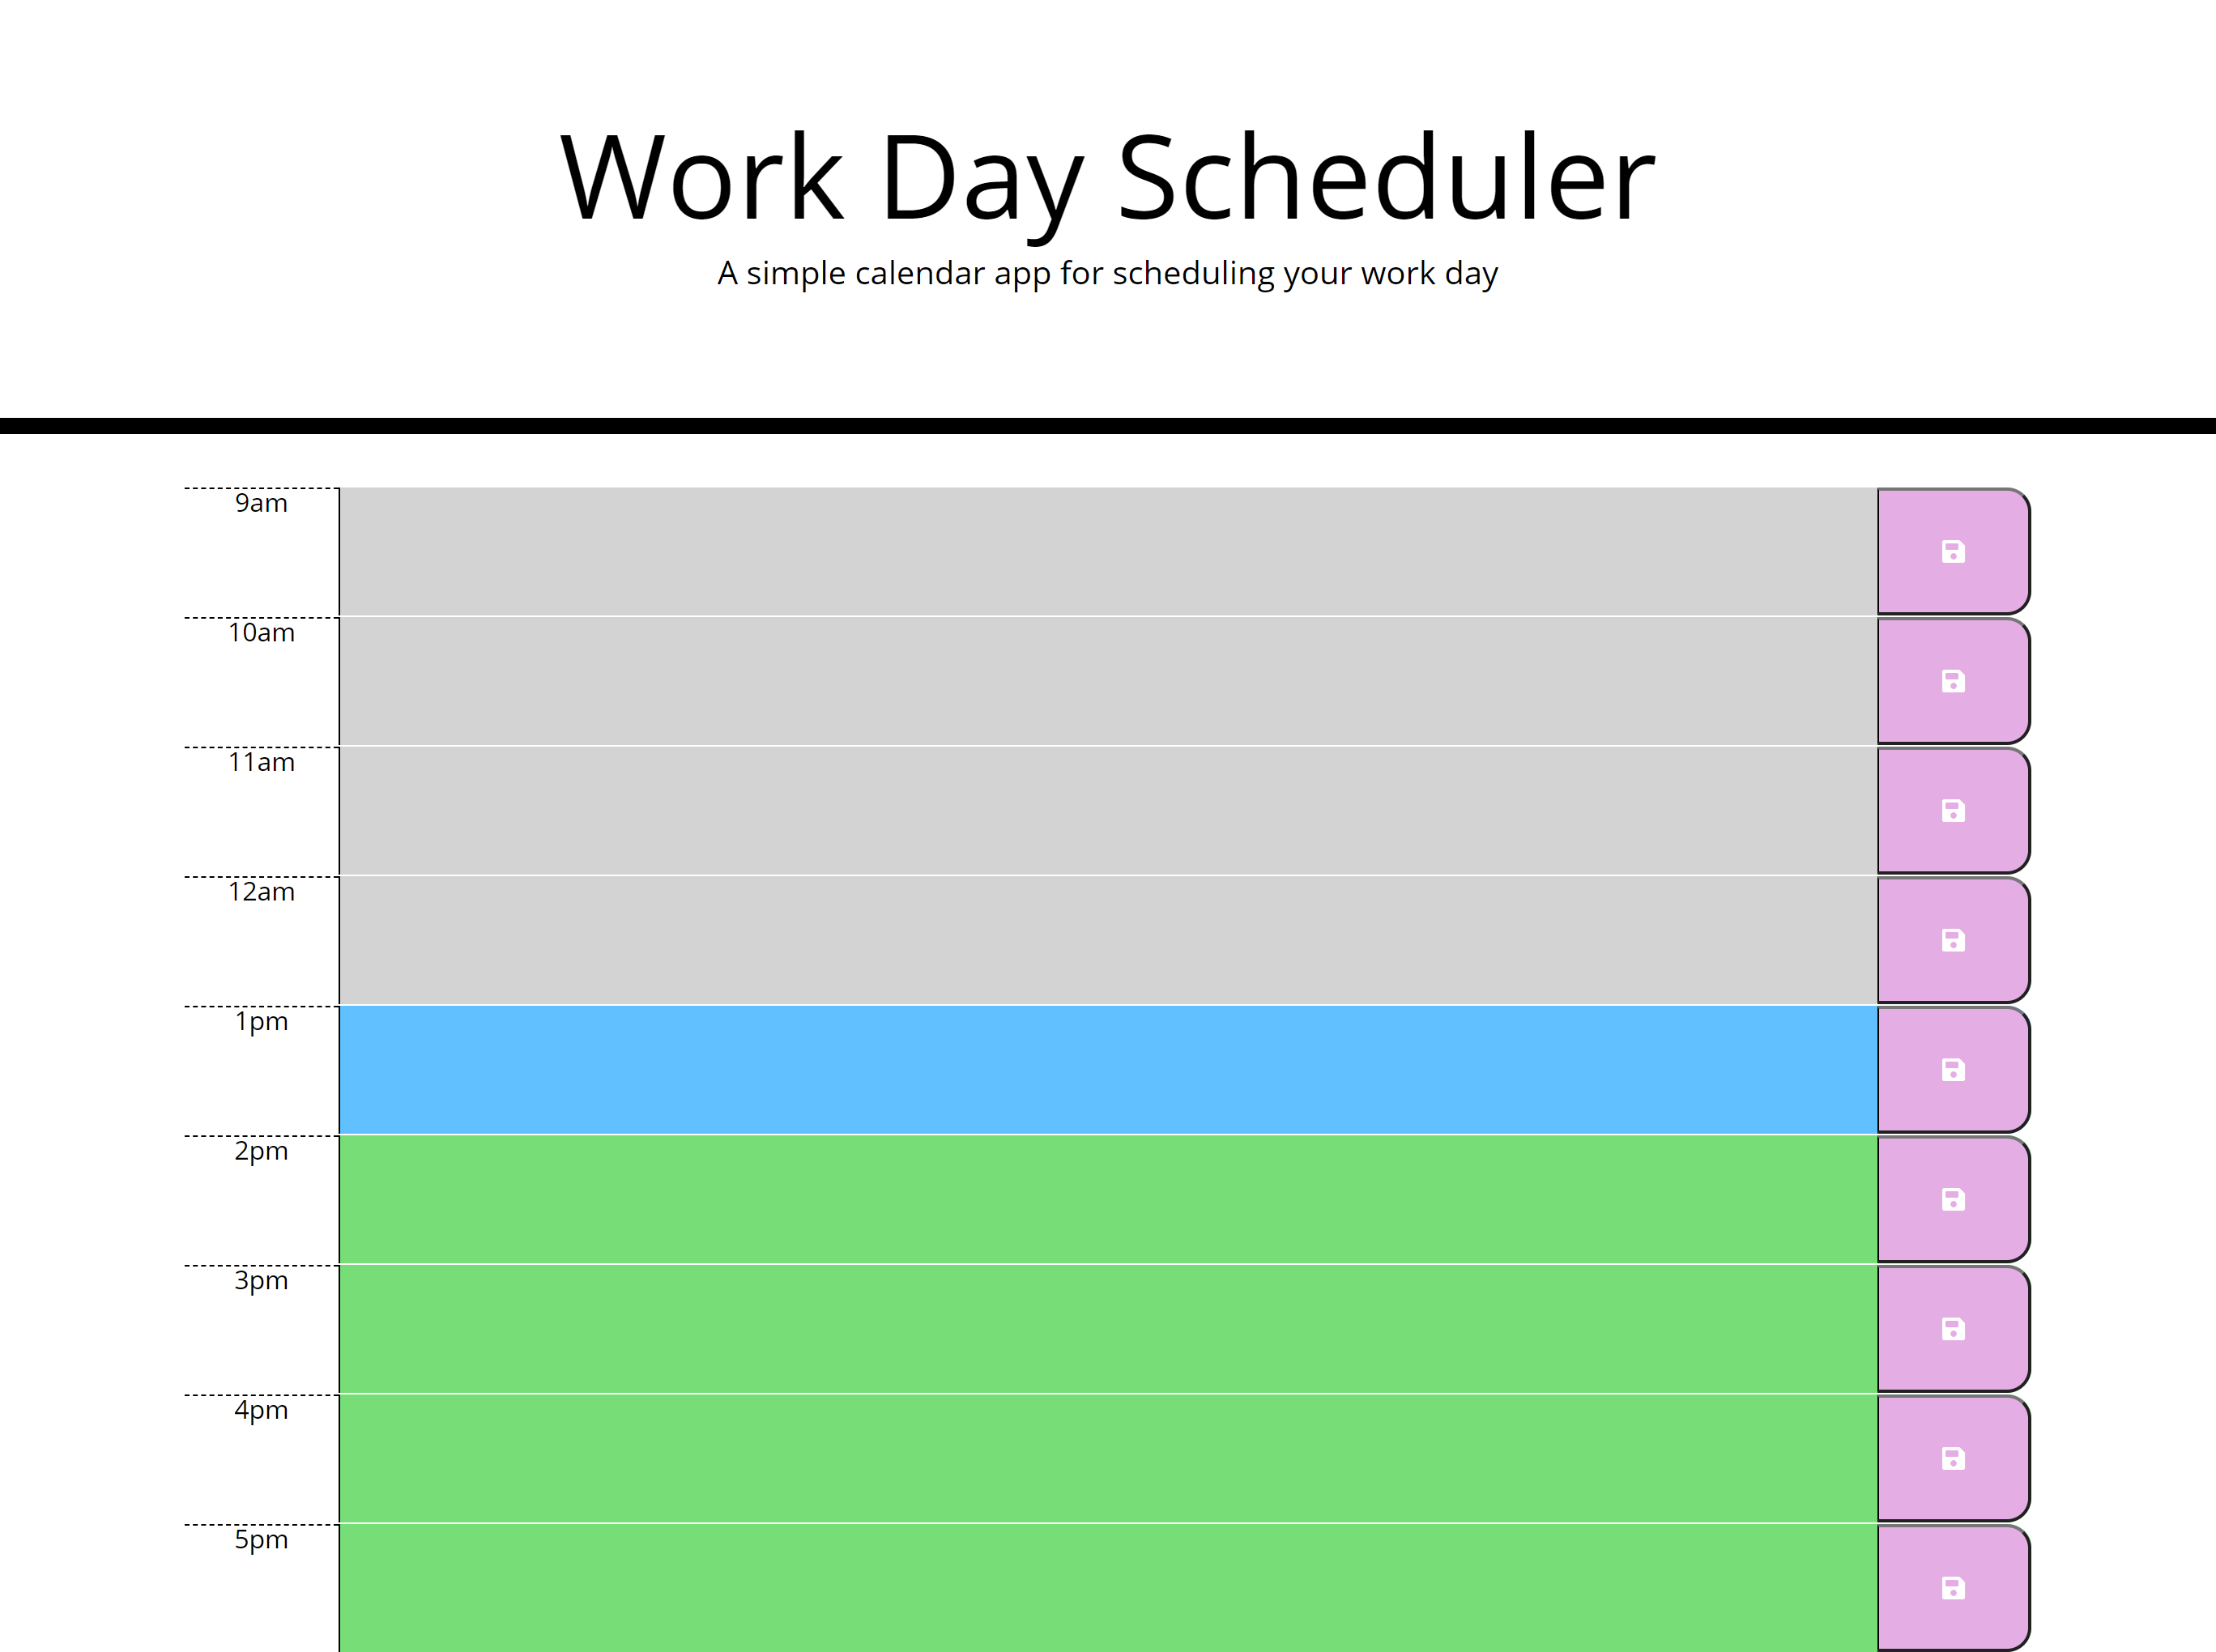 Work Day Scheduler
A simple calendar app for scheduling your work day
9am
10am
11am
12am
1pm
2pm
3pm
4pm
5pm